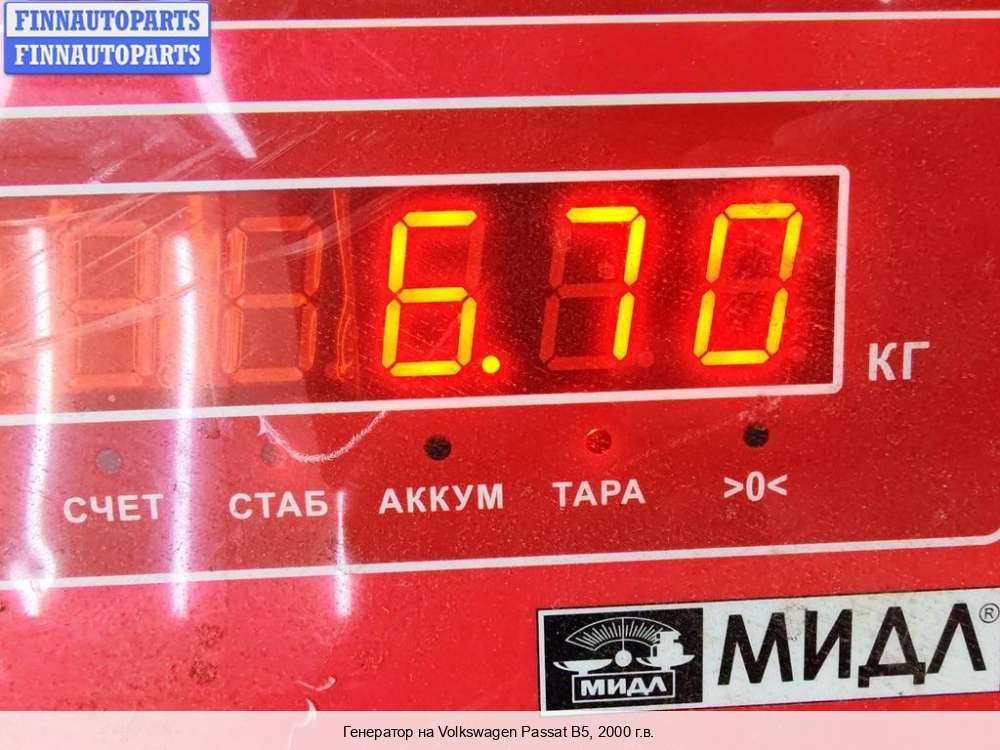 FINNAUTOPARTS
FINNAUTOPARTS
6.70
КГ
СЧЕТ СТАБ АККУМ ТАРА >0<
МИДЛ МИДЛ®
Генератор на Volkswagen Passat B5, 2000 г.в.